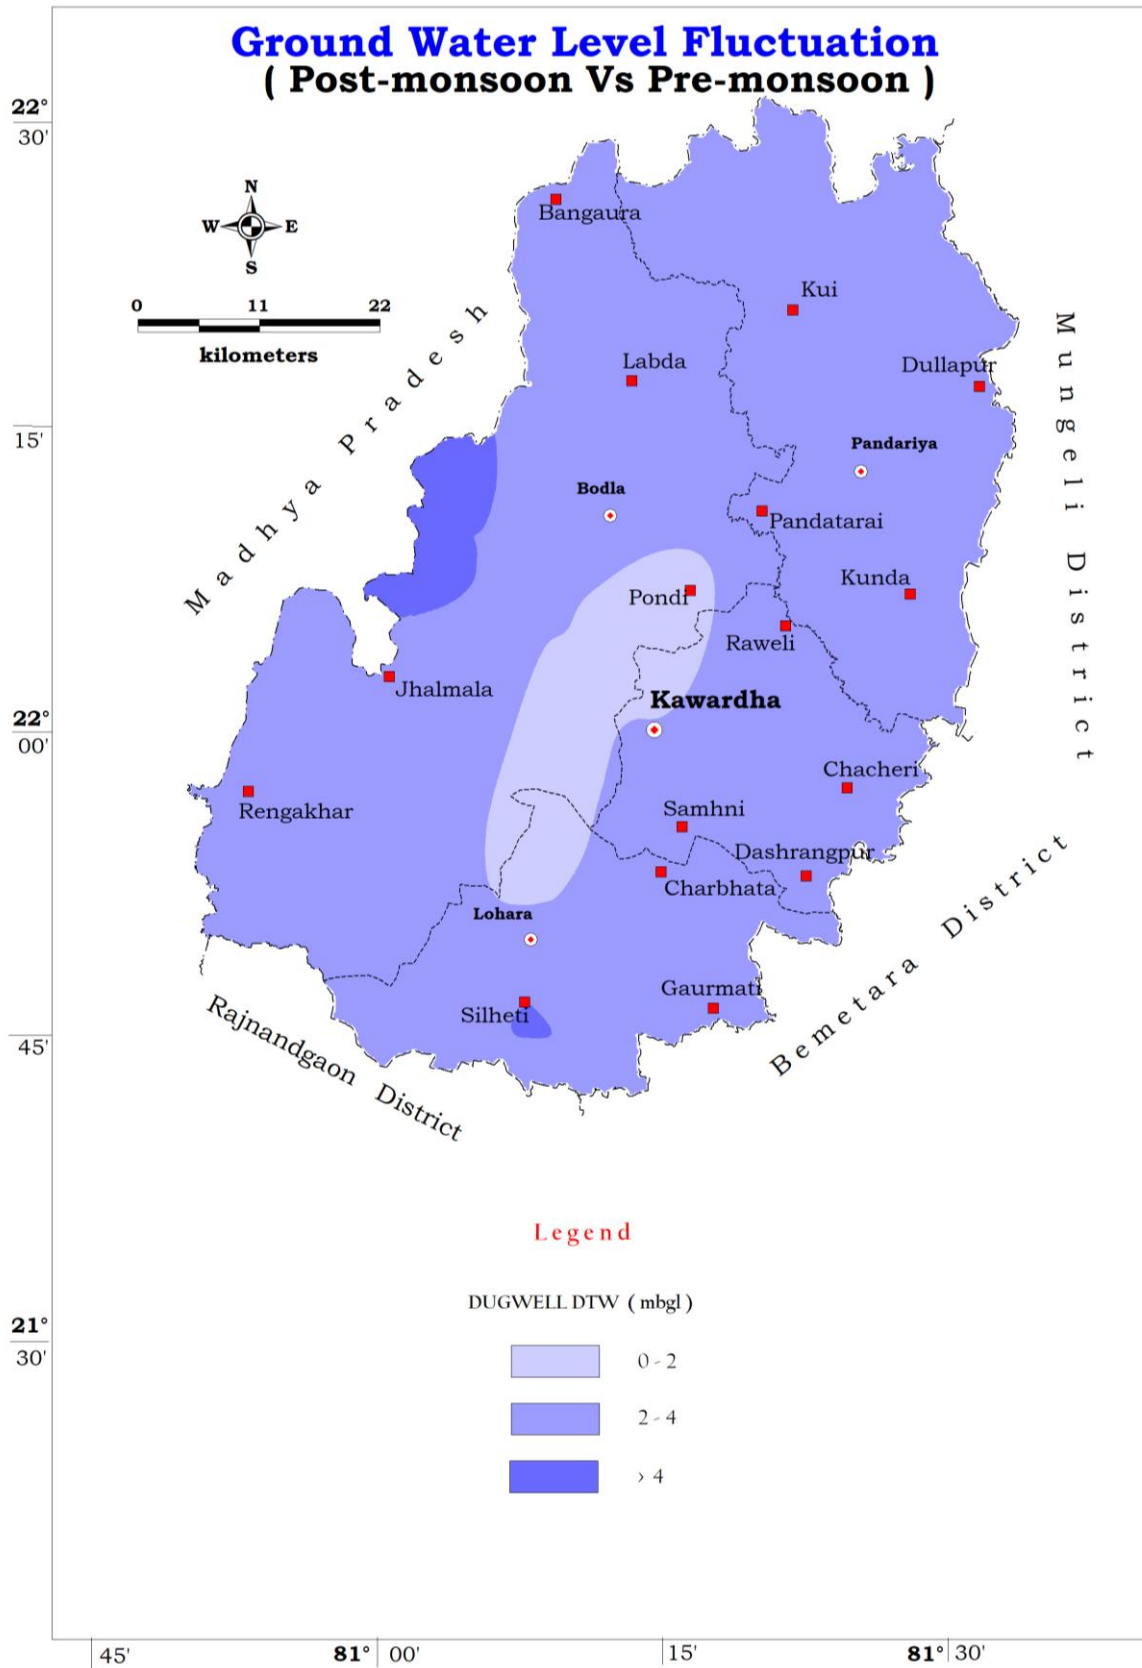 Ground Water Level Fluctuation
( Post-monsoon Vs Pre-monsoon )
22°
30'
N
W E
S
Bangaura
0 11 22
kilometers
Kui
Madhya Pradesh
Mungeli District
Labda
Dullapur
15'
Pandariya
Bodla
Pandatarai
Kunda
Pondi
Raweli
Jhalmala
Kawardha
22°
00'
Chacheri
Rengakhar
Samhni
Dashrangpur
Charbhata
Lohara
Bemetara District
Gaurmati
Silheti
Rajnandgaon District
45'
Legend
DUGWELL DTW ( mbgl )
0 - 2
2 - 4
> 4
21°
30'
45' 81° 00' 15' 81° 30'